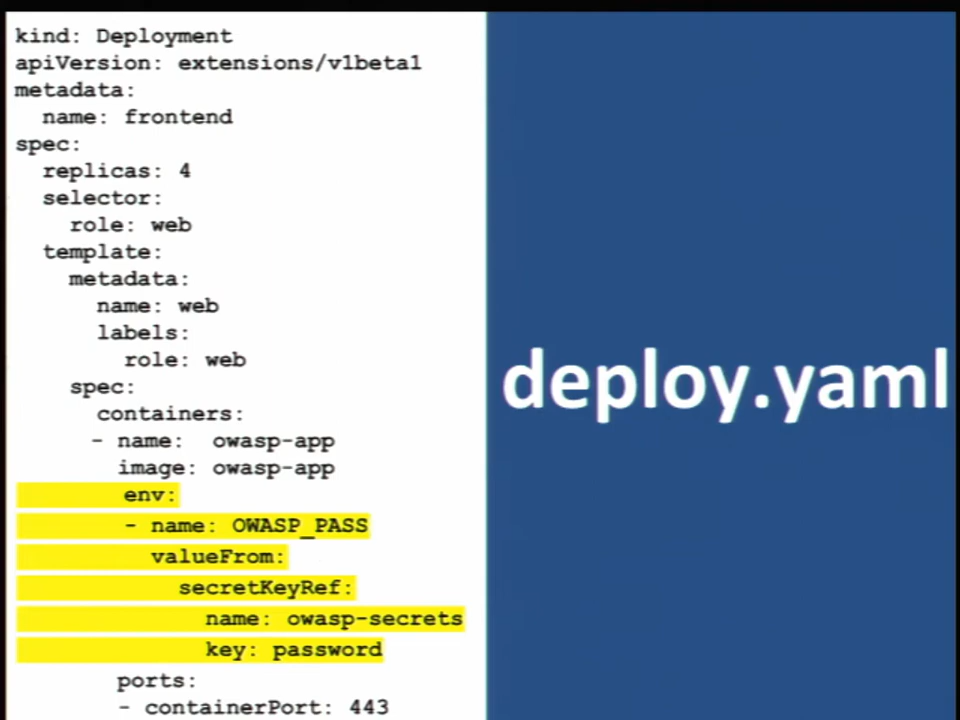 kind: Deployment
apiVersion: extensions/v1beta1
metadata:
  name: frontend
spec:
  replicas: 4
  selector:
    role: web
  template:
    metadata:
      name: web
      labels:
        role: web
    spec:
      containers:
      - name:  owasp-app
        image: owasp-app
        env:
        - name: OWASP_PASS
          valueFrom:
            secretKeyRef:
              name: owasp-secrets
              key: password
        ports:
        - containerPort: 443
deploy.yaml